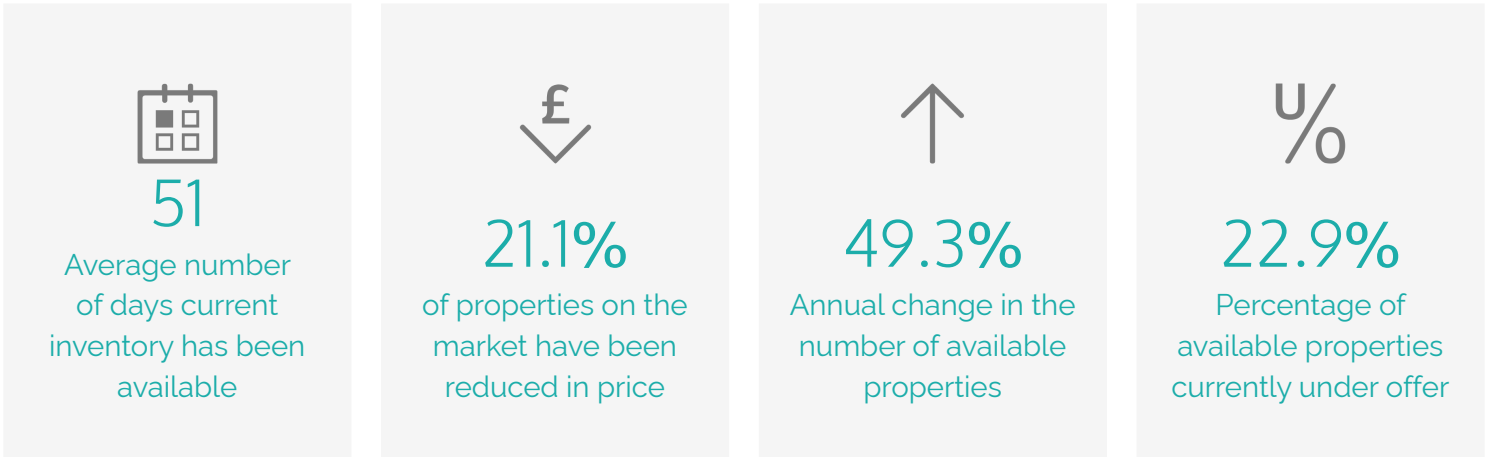 51
Average number
of days current
inventory has been
available
£
21.1%
of properties on the
market have been
reduced in price
49.3%
Annual change in the
number of available
properties
U%
22.9%
Percentage of
available properties
currently under offer